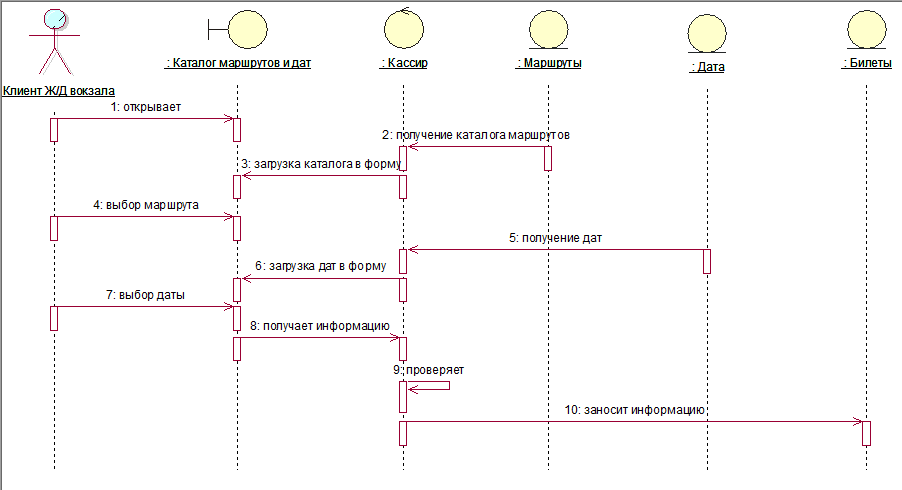 : Каталог маршрутов и дат
: Кассир
: Маршруты
: Дата
: Билеты
Клиент Ж/Д вокзала
1: открывает
2: получение каталога маршрутов
3: загрузка каталога в форму
4: выбор маршрута
5: получение дат
6: загрузка дат в форму
7: выбор даты
8: получает информацию
9: проверяет
10: заносит информацию